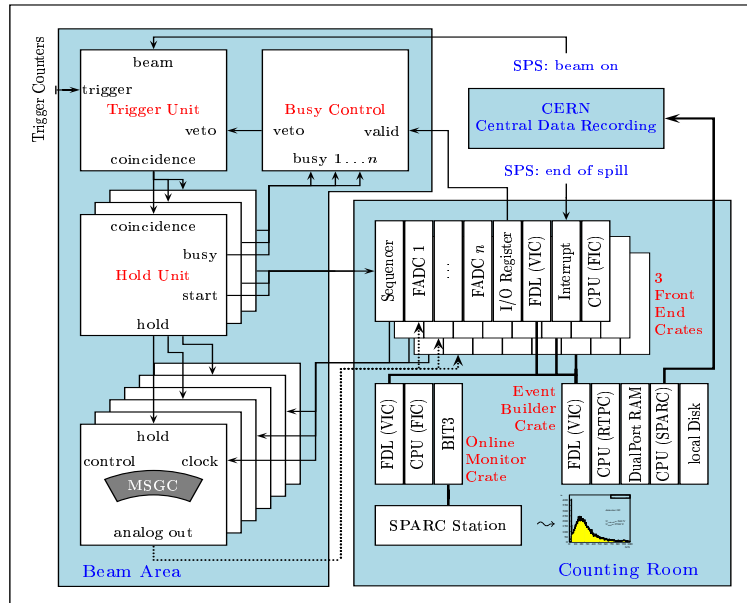 Trigger Counters
beam
trigger
Trigger Unit
veto
coincidence
Busy Control
veto
valid
busy 1 . . . n
SPS: beam on
CERN
Central Data Recording
SPS: end of spill
coincidence
busy
Hold Unit
start
hold
Sequencer
FADC 1
. . .
FADC n
I/O Register
FDL (VIC)
Interrupt
CPU (FIC)
3
Front
End
Crates
hold
control
clock
MSGC
analog out
Beam Area
FDL (VIC)
CPU (FIC)
BIT3
Online
Monitor
Crate
Event
Builder
Crate
FDL (VIC)
CPU (RTPC)
DualPort RAM
CPU (SPARC)
local Disk
SPARC Station
Counting Room